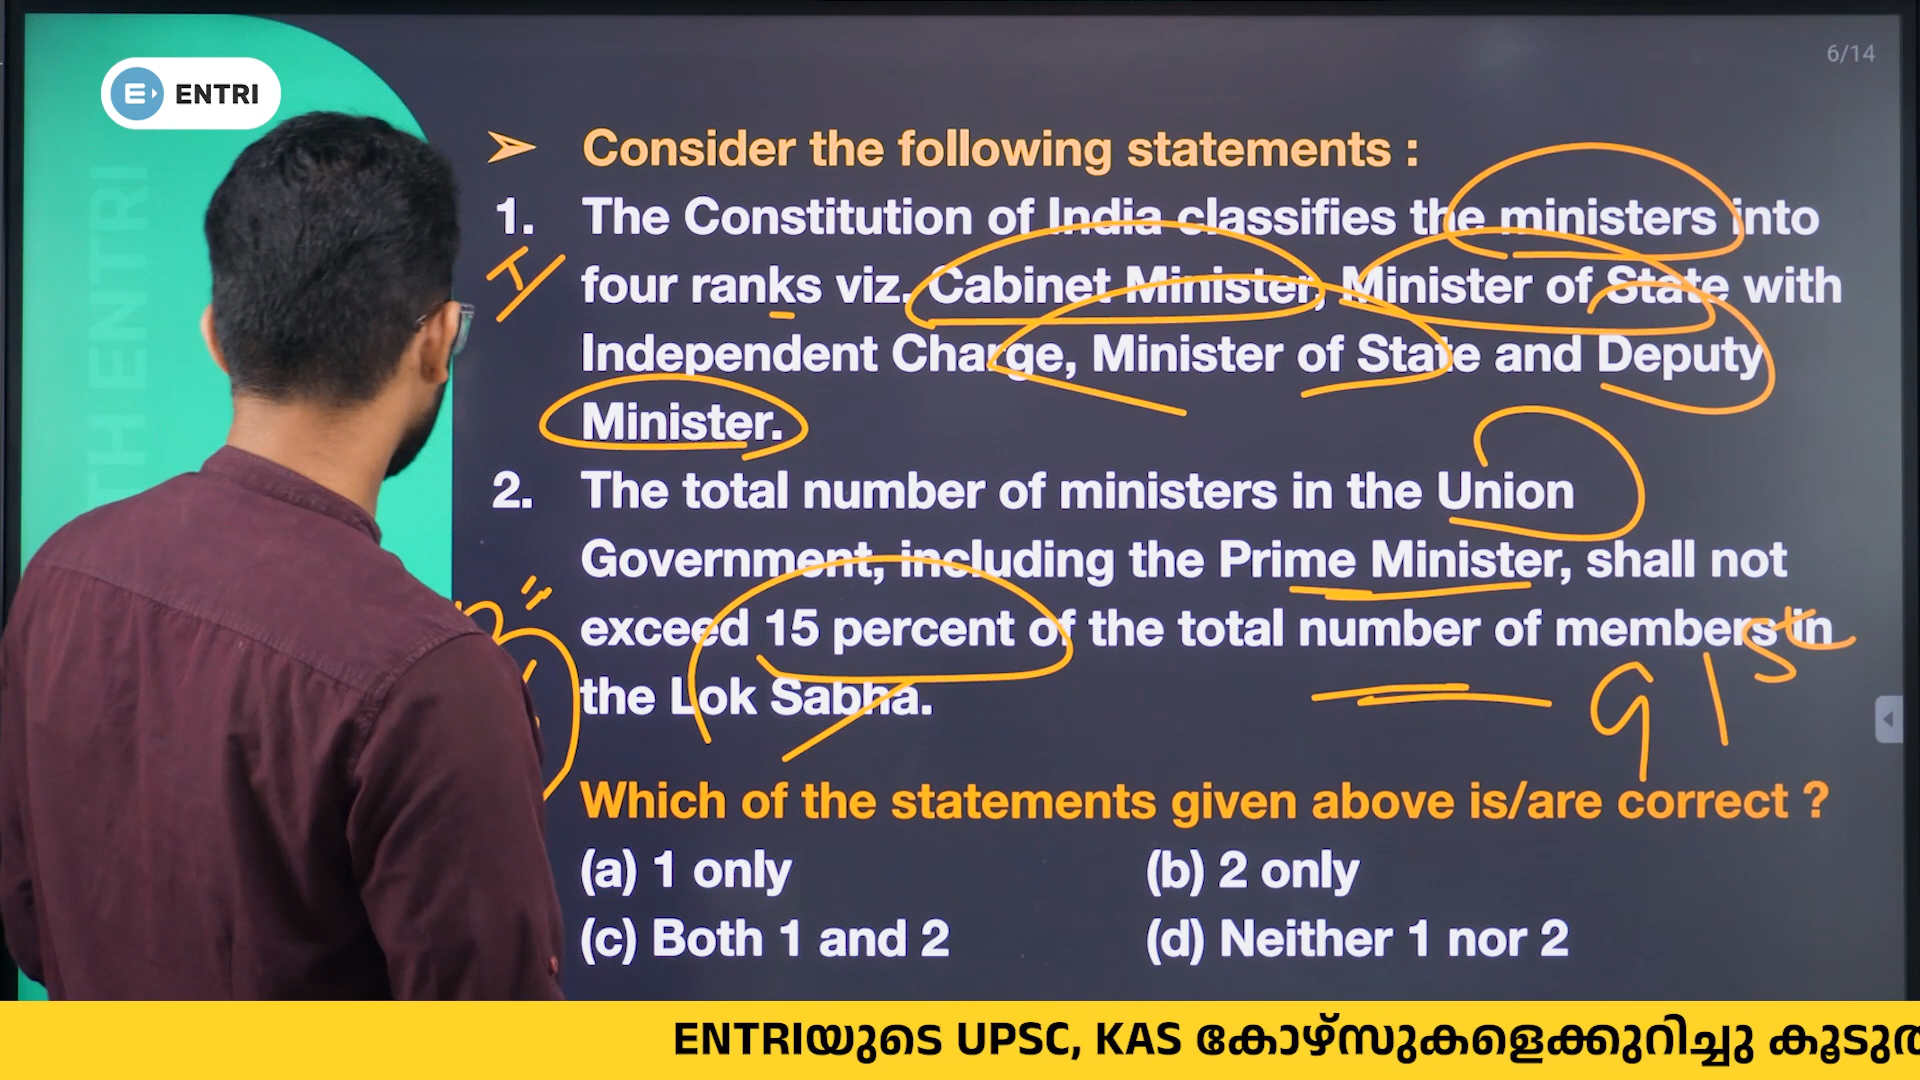 6/14
ENTRI
TH ENTRI
➤ Consider the following statements :
1. The Constitution of India classifies the ministers into
four ranks viz. Cabinet Minister, Minister of State with
Independent Charge, Minister of State and Deputy
Minister.
2. The total number of ministers in the Union
Government, including the Prime Minister, shall not
exceed 15 percent of the total number of members in
the Lok Sabha.
91st
Which of the statements given above is/are correct ?
(a) 1 only (b) 2 only
(c) Both 1 and 2 (d) Neither 1 nor 2
ENTRIയുടെ UPSC, KAS കോഴ്സുകളെക്കുറിച്ചു